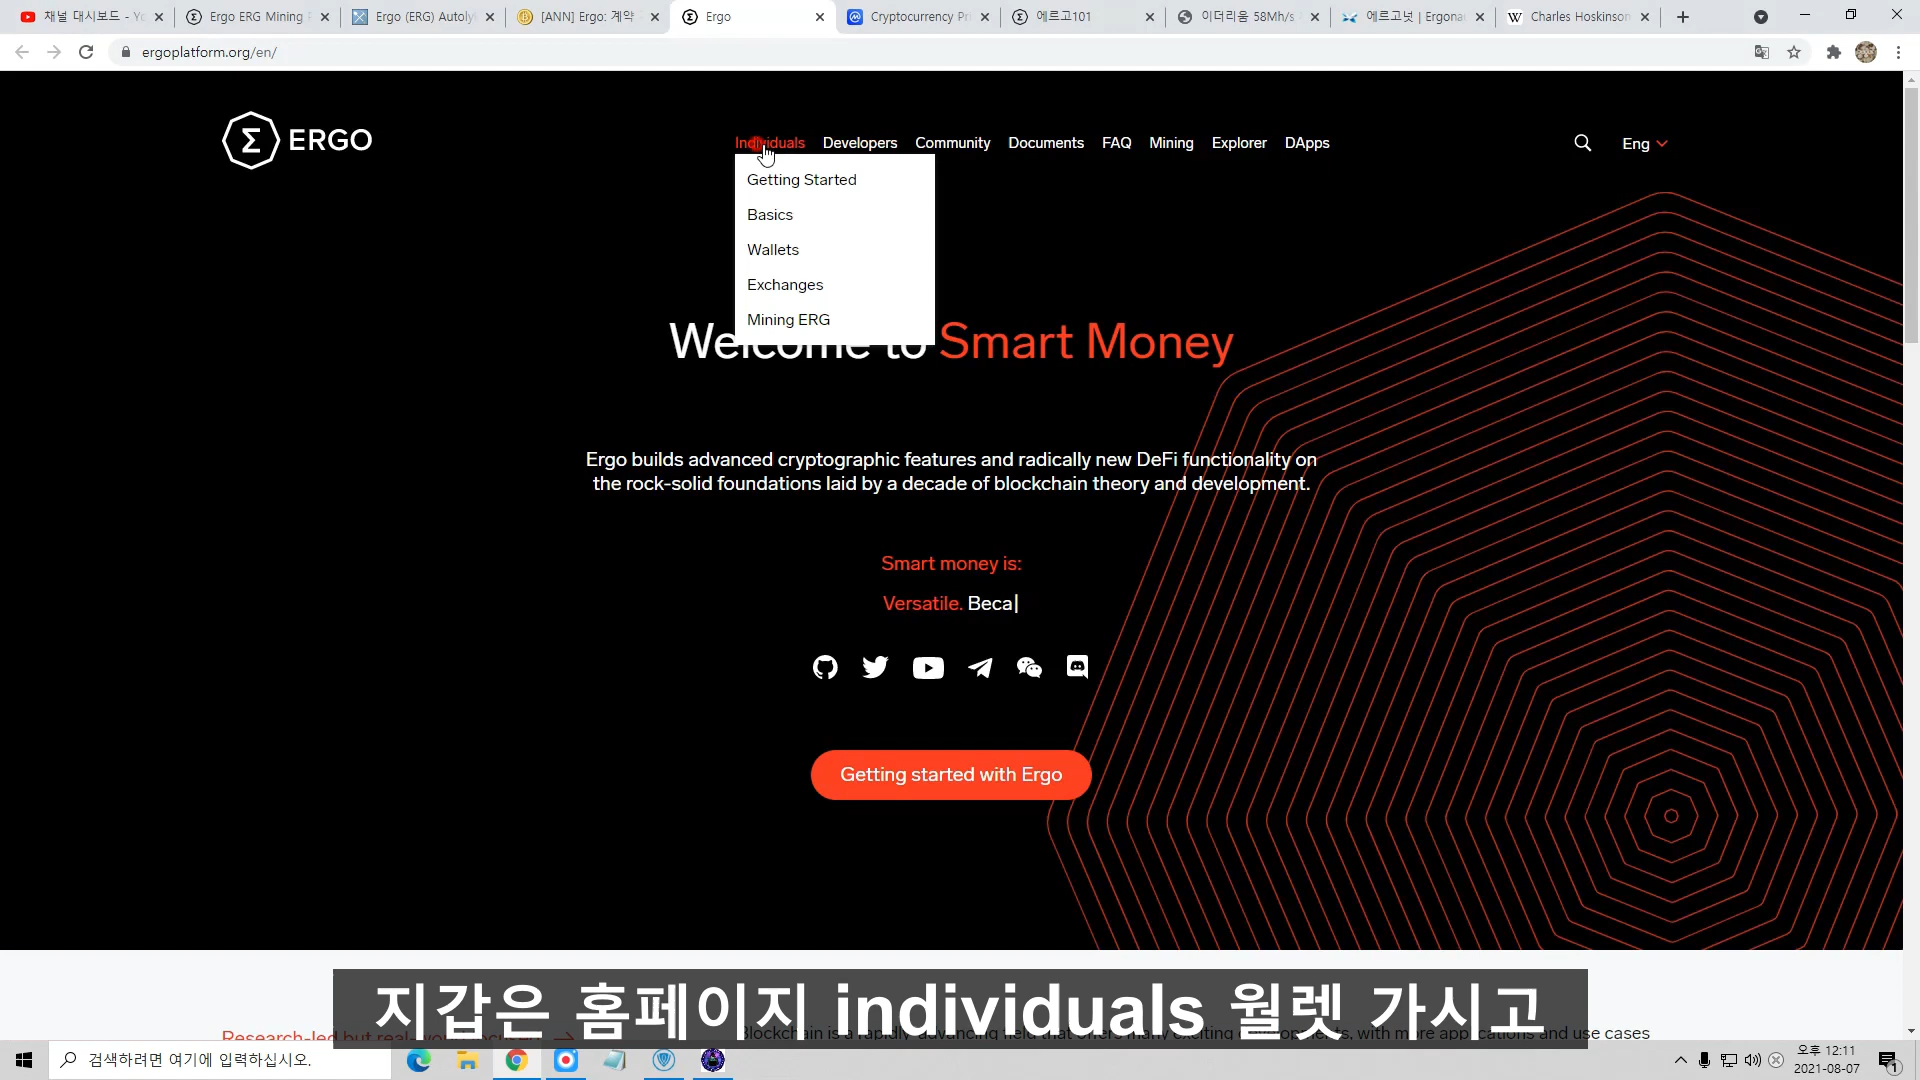 채널 대시보드 - Yo
Ergo ERG Mining P
Ergo (ERG) Autoly
[ANN] Ergo: 계약
Ergo
Cryptocurrency Pri
에르고101
이더리움 58Mh/s
에르고넛 | Ergona
Charles Hoskinson
ergoplatform.org/en/
ERGO
Individuals Developers Community Documents FAQ Mining Explorer DApps
Eng
Getting Started
Basics
Wallets
Exchanges
Mining ERG
Welcome to Smart Money
Ergo builds advanced cryptographic features and radically new DeFi functionality on
the rock-solid foundations laid by a decade of blockchain theory and development.
Smart money is:
Versatile. Beca|
Getting started with Ergo
지갑은 홈페이지 individuals 월렛 가시고
Research-led but real-world focused
Blockchain is a rapidly-advancing field that offers many exciting developments, with more applications and use cases
검색하려면 여기에 입력하십시오.
오후 12:11
2021-08-07
1